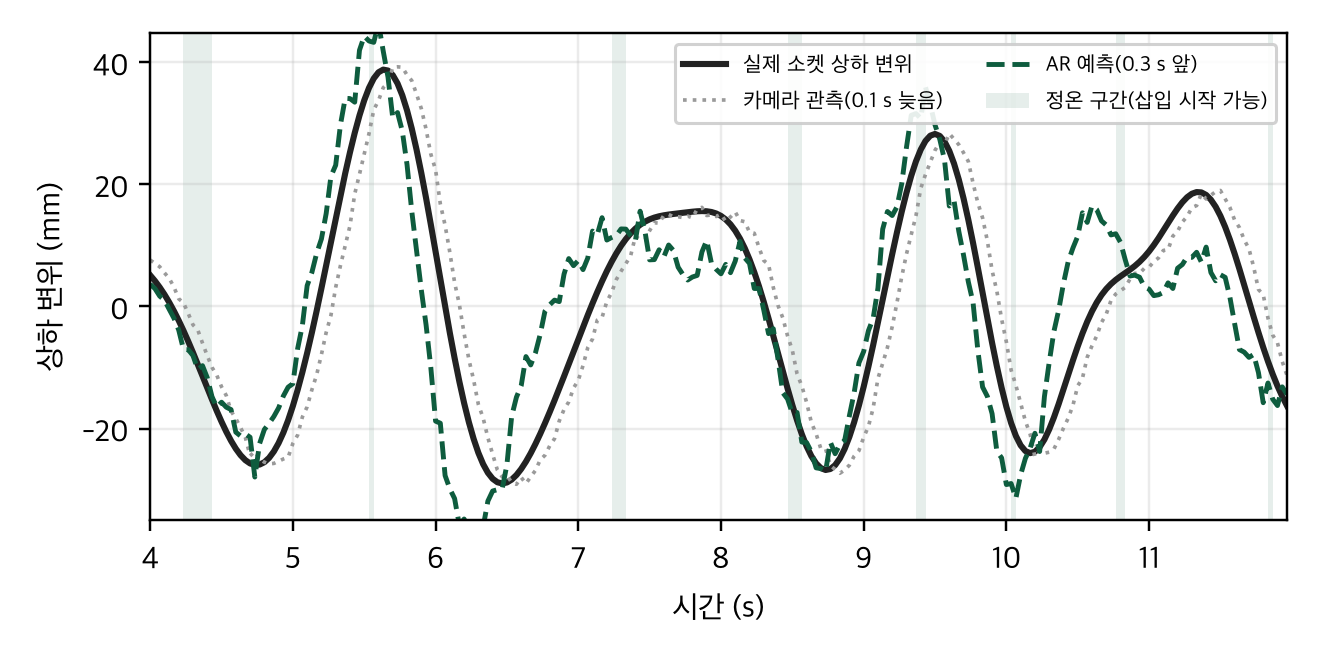 40
20
0
−20
상하 변위 (mm)
실제 소켓 상하 변위
카메라 관측(0.1 s 늦음)
AR 예측(0.3 s 앞)
정온 구간(삽입 시작 가능)
4 5 6 7 8 9 10 11
시간 (s)